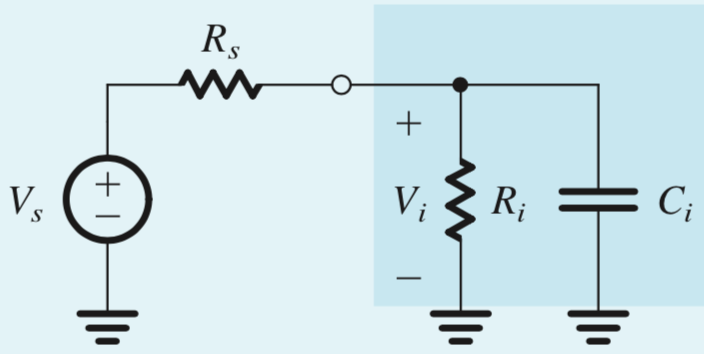 R_s
+
V_s
+
−
V_i
R_i
C_i
−